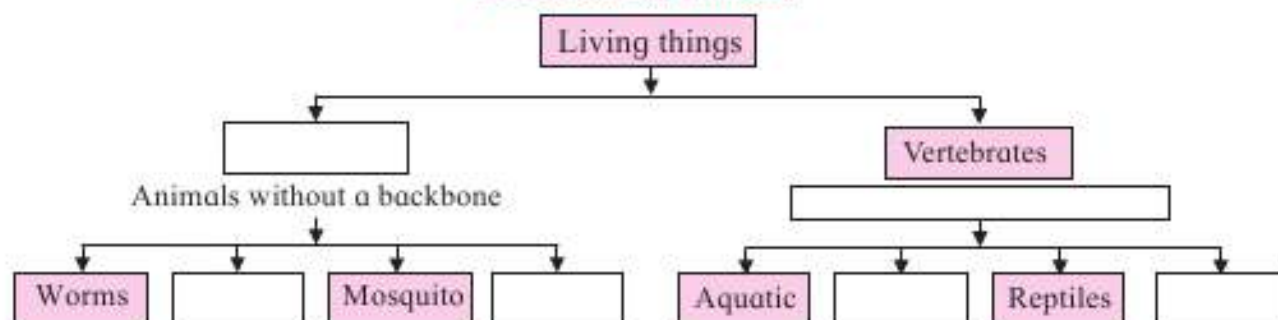 Living things
Vertebrates
Animals without a backbone
Worms
Mosquito
Aquatic
Reptiles